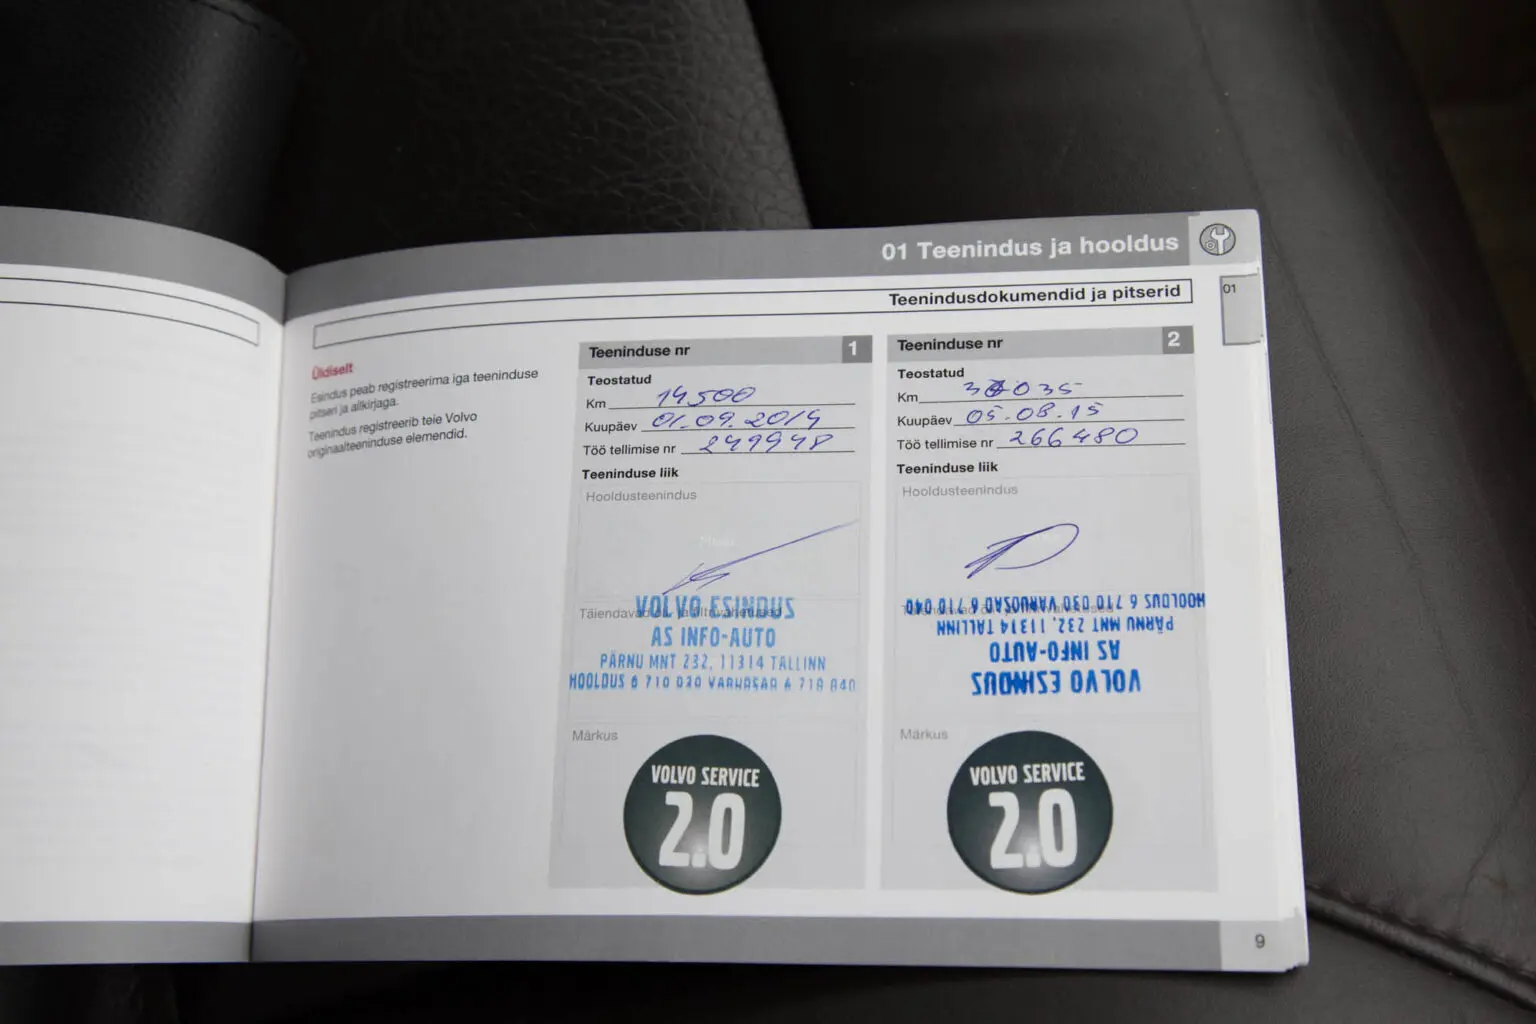 01 Teenindus ja hooldus
Teenindusdokumendid ja pitserid
01
Üldiselt
Esindus peab registreerima iga teeninduse
pitseri ja allkirjaga.
Teenindus registreerib teie Volvo
originaalteeninduse elemendid.
Teeninduse nr 1
Teostatud
Km 14500
Kuupäev 01.09.2014
Töö tellimise nr 249948
Teeninduse liik
Hooldusteenindus
Täiendavad õli- ja filtrivahetused
VOLVO ESINDUS
AS INFO-AUTO
PÄRNU MNT 232, 11314 TALLINN
HOOLDUS 6 710 030 VARUOSAD 6 710 040
Märkus
VOLVO SERVICE
2.0
Teeninduse nr 2
Teostatud
Km
Kuupäev 05.08.15
Töö tellimise nr 266480
Teeninduse liik
Hooldusteenindus
VOLVO ESINDUS
AS INFO-AUTO
PÄRNU MNT 232, 11314 TALLINN
HOOLDUS 6 710 030 VARUOSAD 6 710 040
Märkus
VOLVO SERVICE
2.0
9